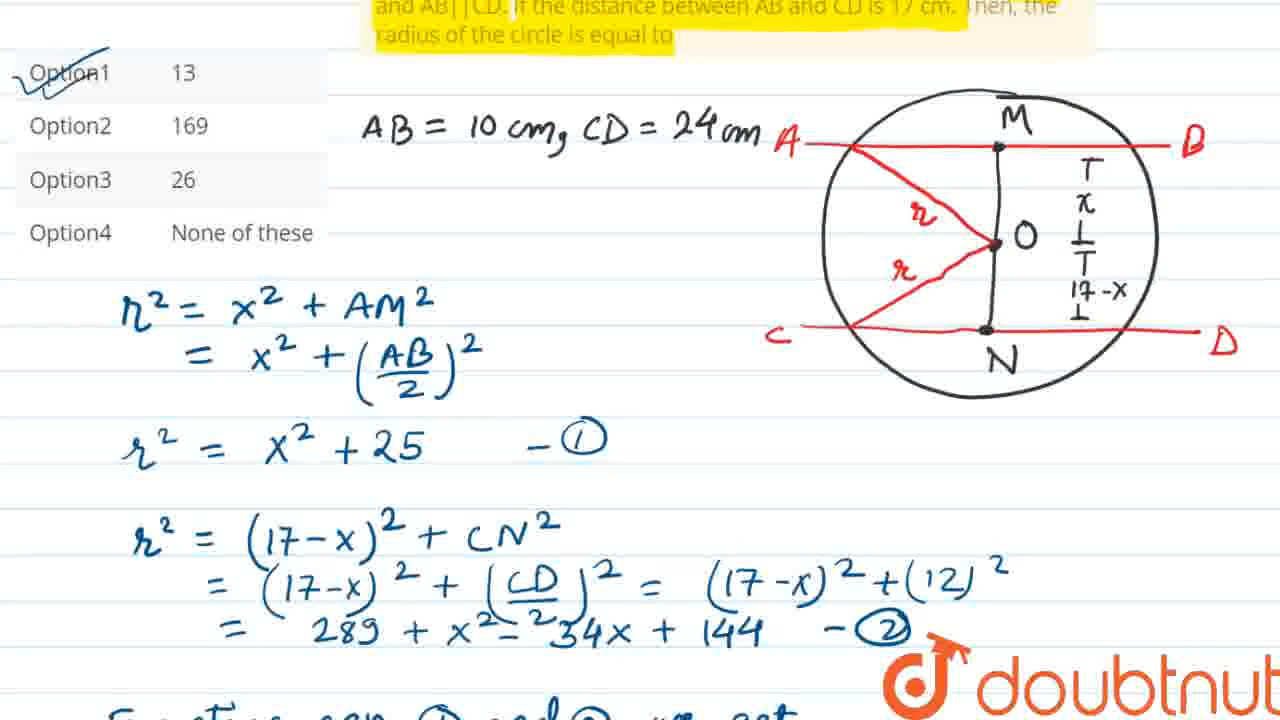 and AB||CD. If the distance between AB and CD is 17 cm. Then, the
radius of the circle is equal to
Option1 13
Option2 169
Option3 26
Option4 None of these
AB = 10 cm, CD = 24 cm
A M B
T
x
r O ⊥
T
r 17-x
⊥
C N D
r² = x² + AM²
= x² + (AB/2)²
r² = x² + 25 - ①
r² = (17-x)² + CN²
= (17-x)² + (CD/2)² = (17-x)² + (12)²
= 289 + x² - 34x + 144 - ②
doubtnut